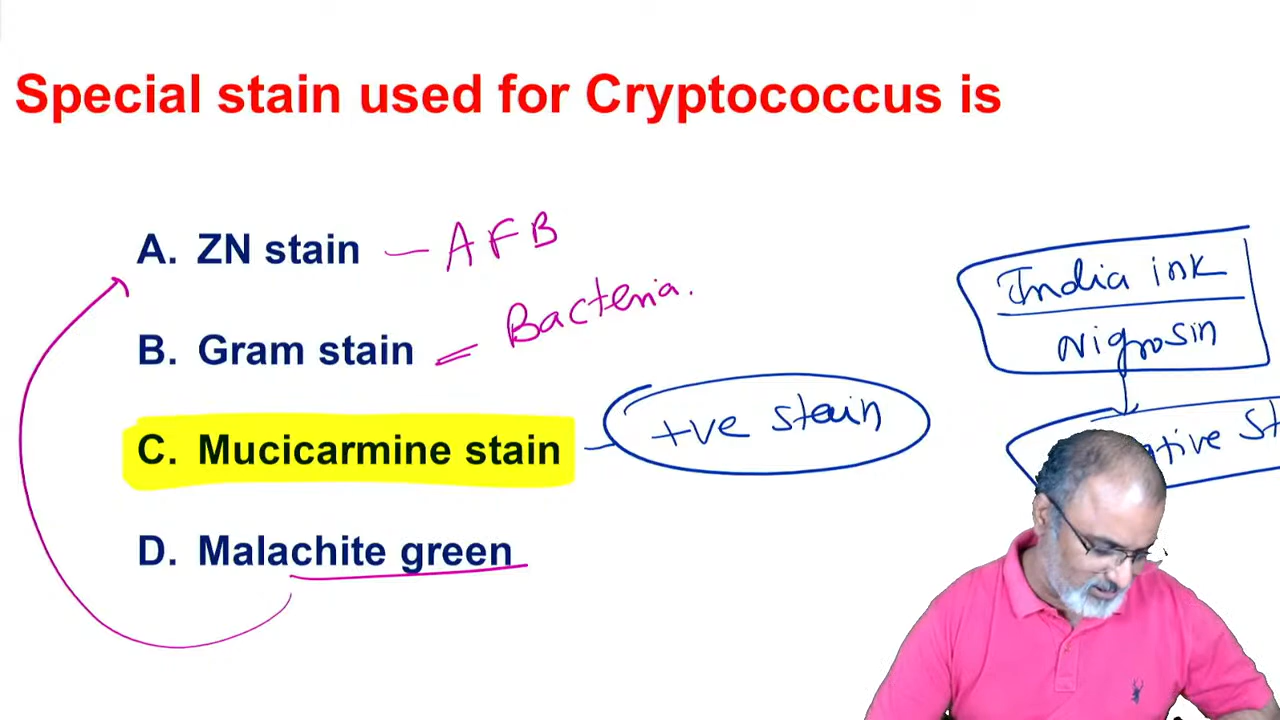 Special stain used for Cryptococcus is
A. ZN stain – AFB
B. Gram stain = Bacteria.
India ink
Nigrosin
C. Mucicarmine stain – +ve stain
D. Malachite green